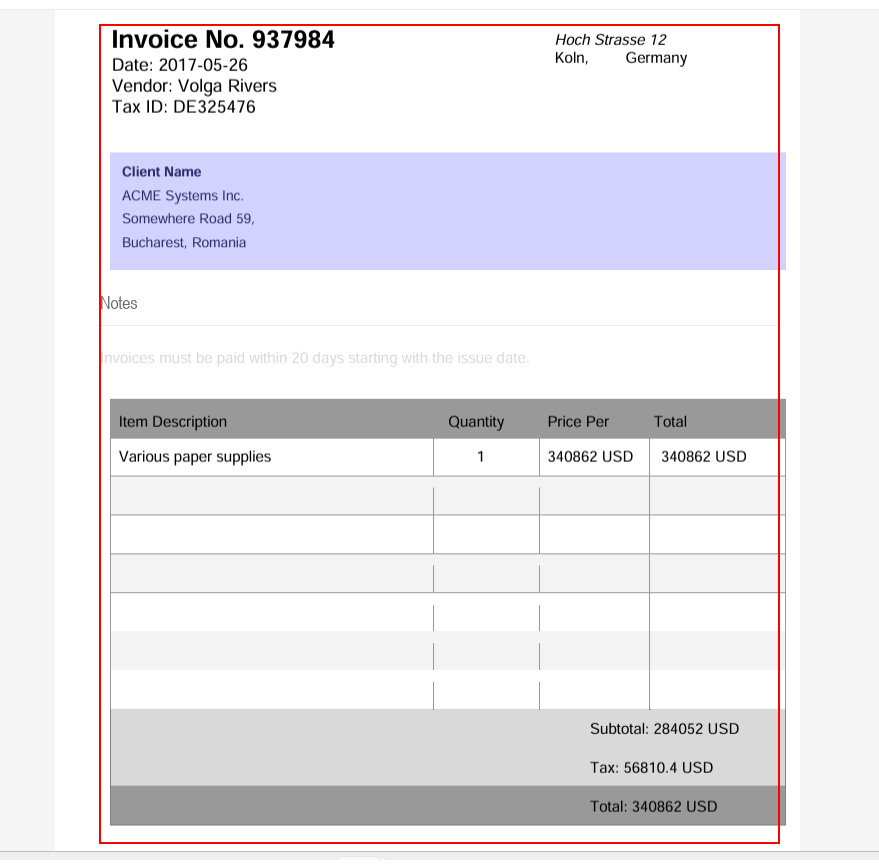 Invoice No. 937984
Date: 2017-05-26
Vendor: Volga Rivers
Tax ID: DE325476
Hoch Strasse 12
Koln, Germany
Client Name
ACME Systems Inc.
Somewhere Road 59,
Bucharest, Romania
Notes
Invoices must be paid within 20 days starting with the issue date.
Item Description Quantity Price Per Total
Various paper supplies 1 340862 USD 340862 USD
Subtotal: 284052 USD
Tax: 56810.4 USD
Total: 340862 USD